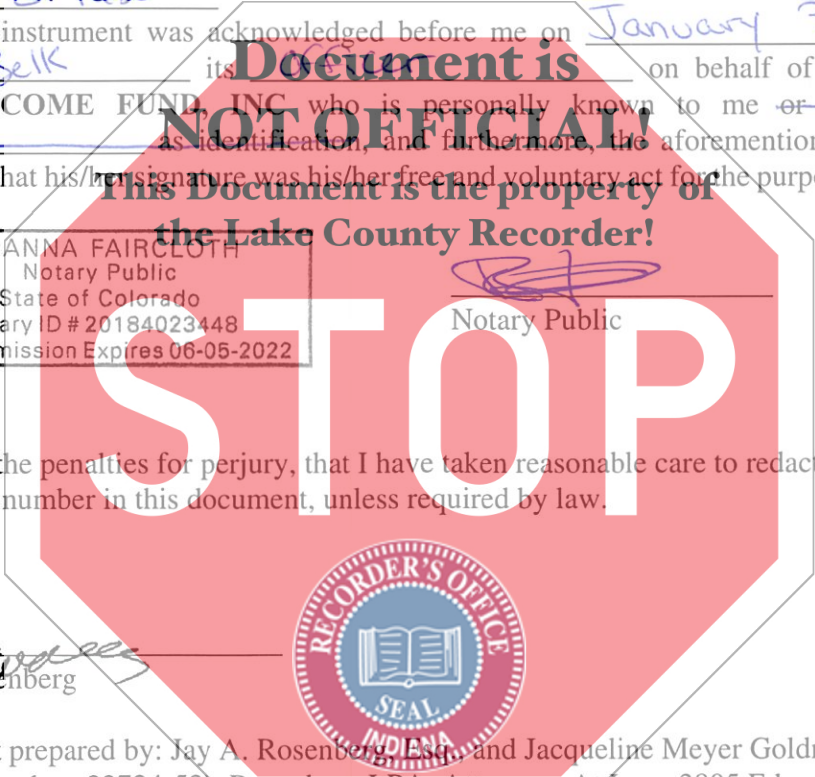 instrument was acknowledged before me on January
Selk its Officer on behalf of
COME FUND, INC who is personally known to me or
as identification, and furthermore, the aforemention
hat his/her signature was his/her free and voluntary act for the purpo
Document is
NOT OFFICIAL!
This Document is the property of
the Lake County Recorder!
ANNA FAIRCLOTH
Notary Public
State of Colorado
ary ID # 20184023448
mission Expires 06-05-2022
Notary Public
STOP
the penalties for perjury, that I have taken reasonable care to redact
number in this document, unless required by law.
RECORDER'S OFFICE
SEAL
INDIANA
enberg
prepared by: Jay A. Rosenberg, Esq., and Jacqueline Meyer Goldm